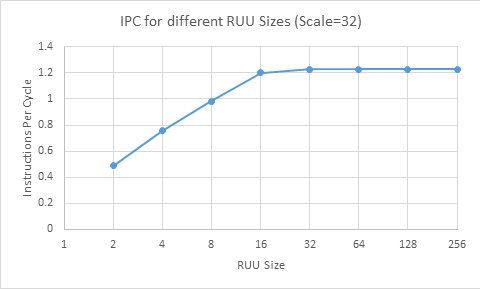 IPC for different RUU Sizes (Scale=32)
1.4
1.2
1
0.8
0.6
0.4
0.2
0
Instructions Per Cycle
1 2 4 8 16 32 64 128 256
RUU Size